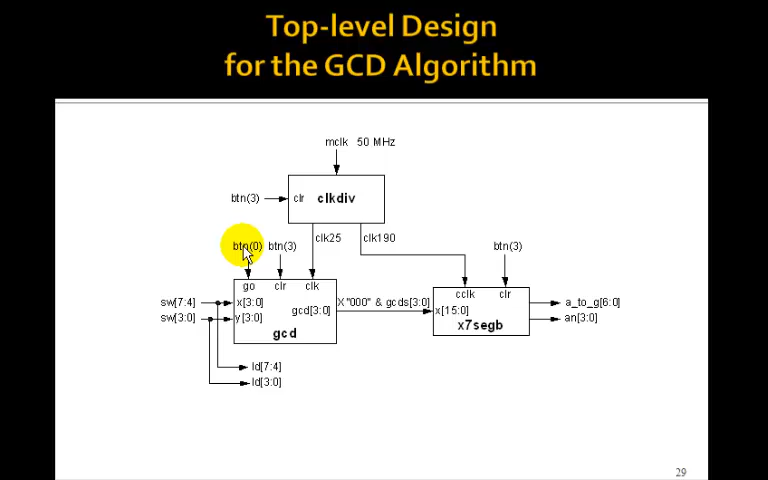 Top-level Design
for the GCD Algorithm
mclk 50 MHz
btn(3)
clr
clkdiv
clk25
clk190
btn(0)
btn(3)
btn(3)
go
clr
clk
cclk
clr
sw[7:4]
x[3:0]
gcd[3:0]
X "000" & gcds[3:0]
x[15:0]
a_to_g[6:0]
sw[3:0]
y[3:0]
gcd
x7segb
an[3:0]
ld[7:4]
ld[3:0]
29